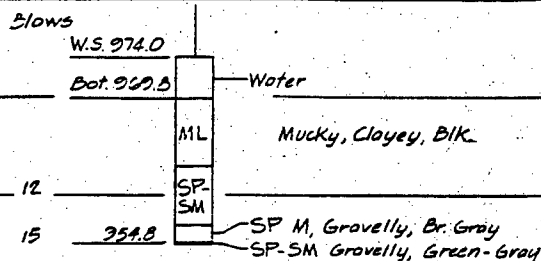 Blows
W.S. 974.0
Bot. 969.8
Water
ML
Mucky, Clayey, Blk.
12
SP-
SM
15
954.8
SP M, Gravelly, Br. Gray
SP-SM Gravelly, Green-Gray